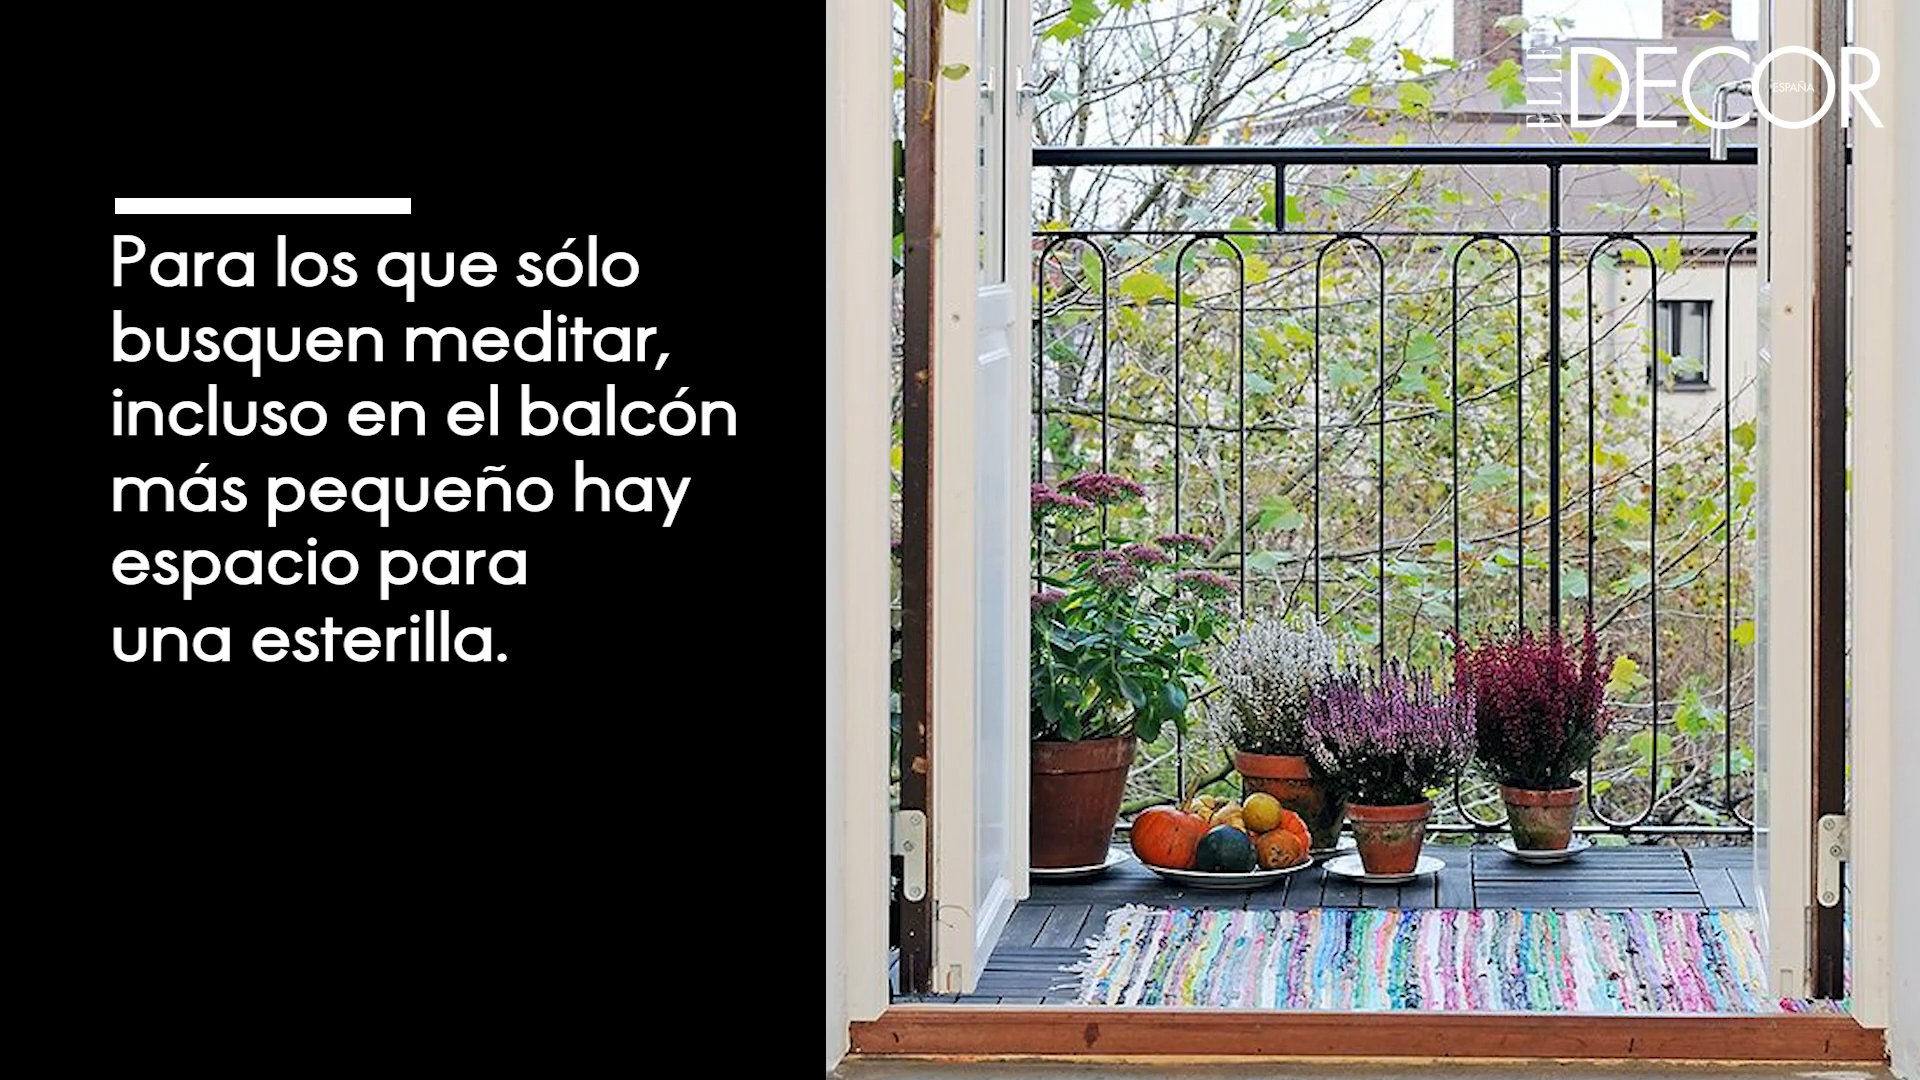 ELLE DECOR
ESPAÑA
Para los que sólo
busquen meditar,
incluso en el balcón
más pequeño hay
espacio para
una esterilla.